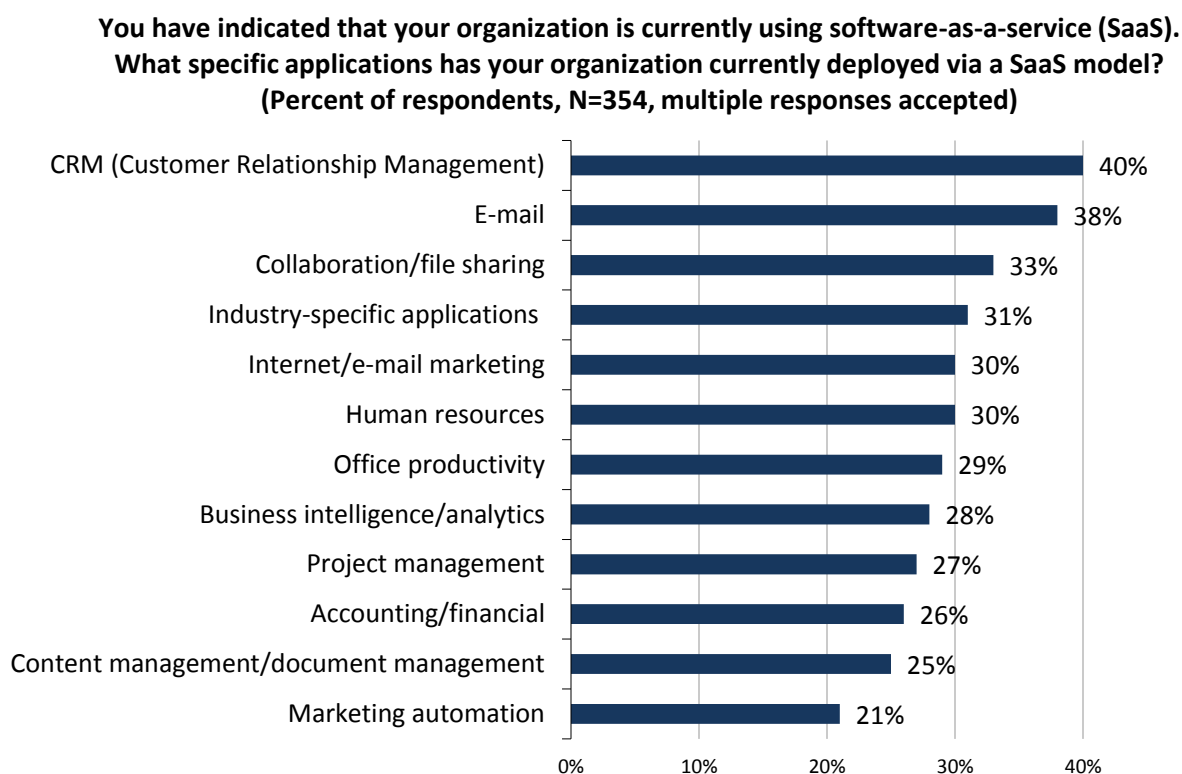 You have indicated that your organization is currently using software-as-a-service (SaaS).
What specific applications has your organization currently deployed via a SaaS model?
(Percent of respondents, N=354, multiple responses accepted)
CRM (Customer Relationship Management) 40%
E-mail 38%
Collaboration/file sharing 33%
Industry-specific applications 31%
Internet/e-mail marketing 30%
Human resources 30%
Office productivity 29%
Business intelligence/analytics 28%
Project management 27%
Accounting/financial 26%
Content management/document management 25%
Marketing automation 21%
0% 10% 20% 30% 40%